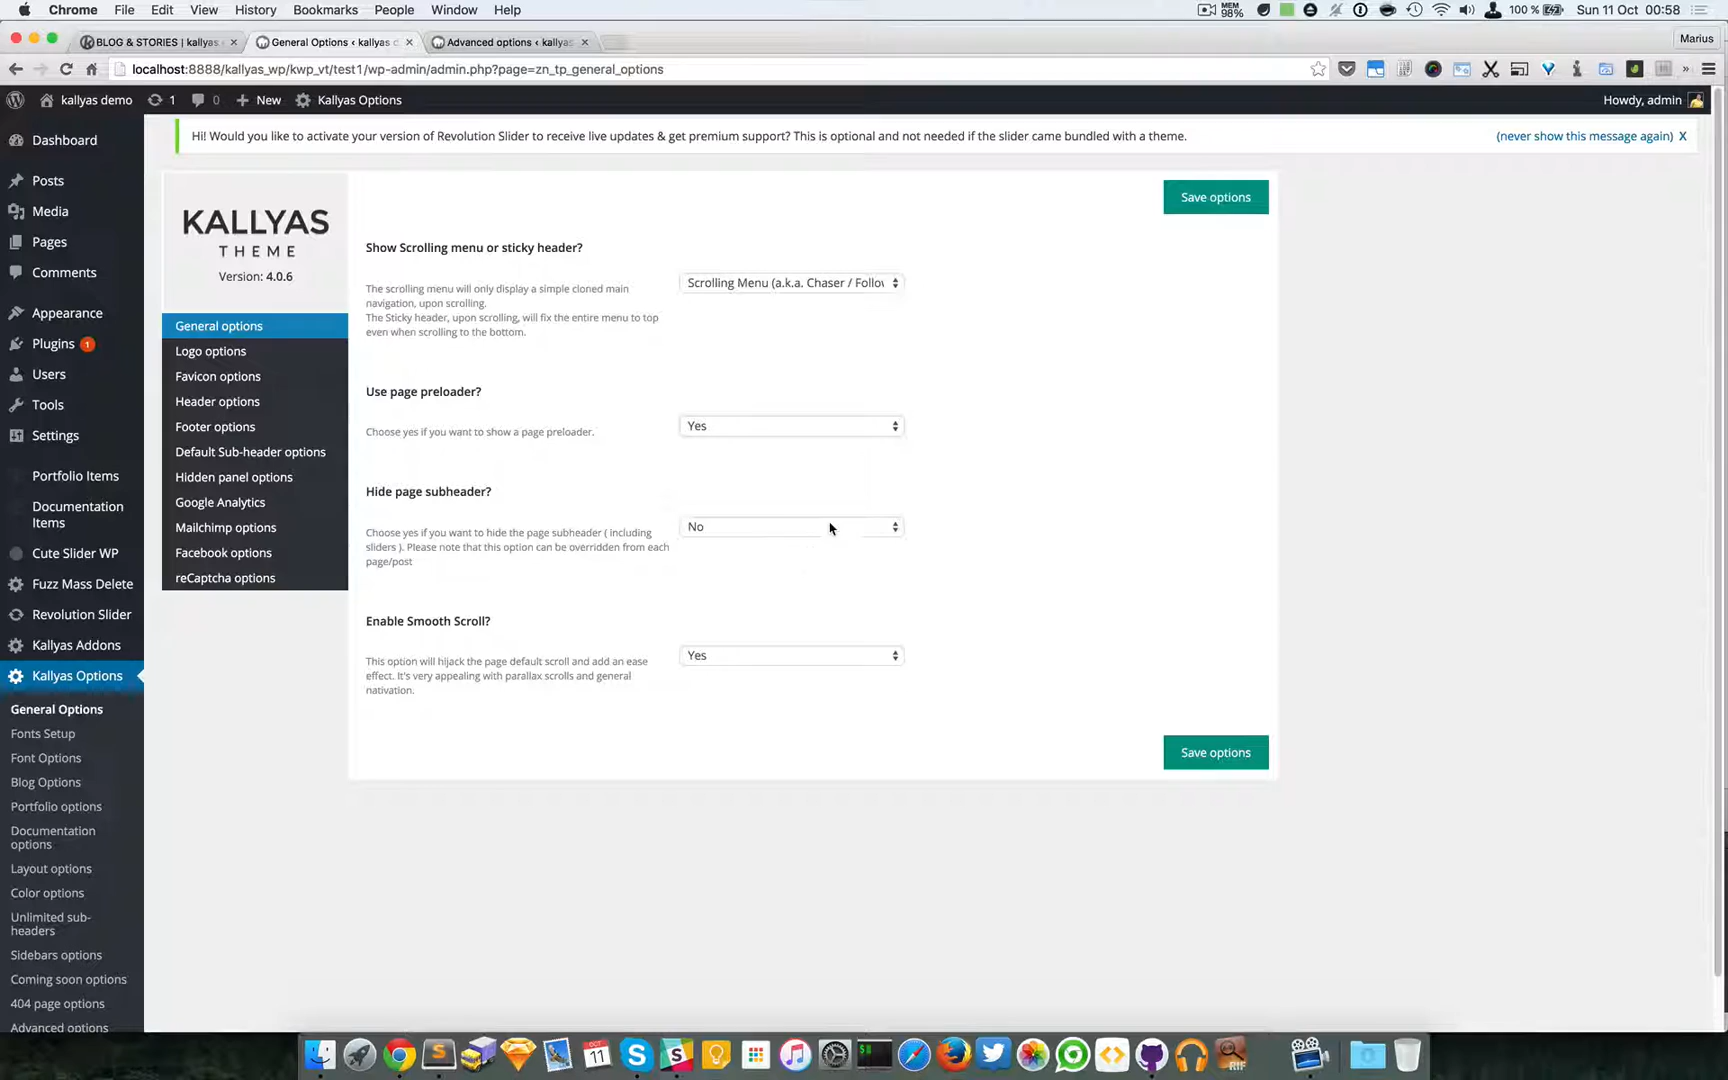 Chrome File Edit View History Bookmarks People Window Help MEM 98% 100 % Sun 11 Oct 00:58
BLOG & STORIES | kallyas General Options ‹ kallyas Advanced options ‹ kallyas Marius
localhost:8888/kallyas_wp/kwp_vt/test1/wp-admin/admin.php?page=zn_tp_general_options
kallyas demo 1 0 New Kallyas Options Howdy, admin
Hi! Would you like to activate your version of Revolution Slider to receive live updates & get premium support? This is optional and not needed if the slider came bundled with a theme. (never show this message again) X
Dashboard
Posts
Media
Pages
Comments
Appearance
Plugins 1
Users
Tools
Settings
Portfolio Items
Documentation
Items
Cute Slider WP
Fuzz Mass Delete
Revolution Slider
Kallyas Addons
Kallyas Options
General Options
Fonts Setup
Font Options
Blog Options
Portfolio options
Documentation
options
Layout options
Color options
Unlimited sub-
headers
Sidebars options
Coming soon options
404 page options
Advanced options
KALLYAS
THEME
Version: 4.0.6
General options
Logo options
Favicon options
Header options
Footer options
Default Sub-header options
Hidden panel options
Google Analytics
Mailchimp options
Facebook options
reCaptcha options
Save options
Show Scrolling menu or sticky header?
The scrolling menu will only display a simple cloned main
navigation, upon scrolling.
The Sticky header, upon scrolling, will fix the entire menu to top
even when scrolling to the bottom.
Scrolling Menu (a.k.a. Chaser / Follov
Use page preloader?
Choose yes if you want to show a page preloader.
Yes
Hide page subheader?
Choose yes if you want to hide the page subheader ( including
sliders ). Please note that this option can be overridden from each
page/post
No
Enable Smooth Scroll?
This option will hijack the page default scroll and add an ease
effect. It's very appealing with parallax scrolls and general
nativation.
Yes
Save options
OCT
11
RIF